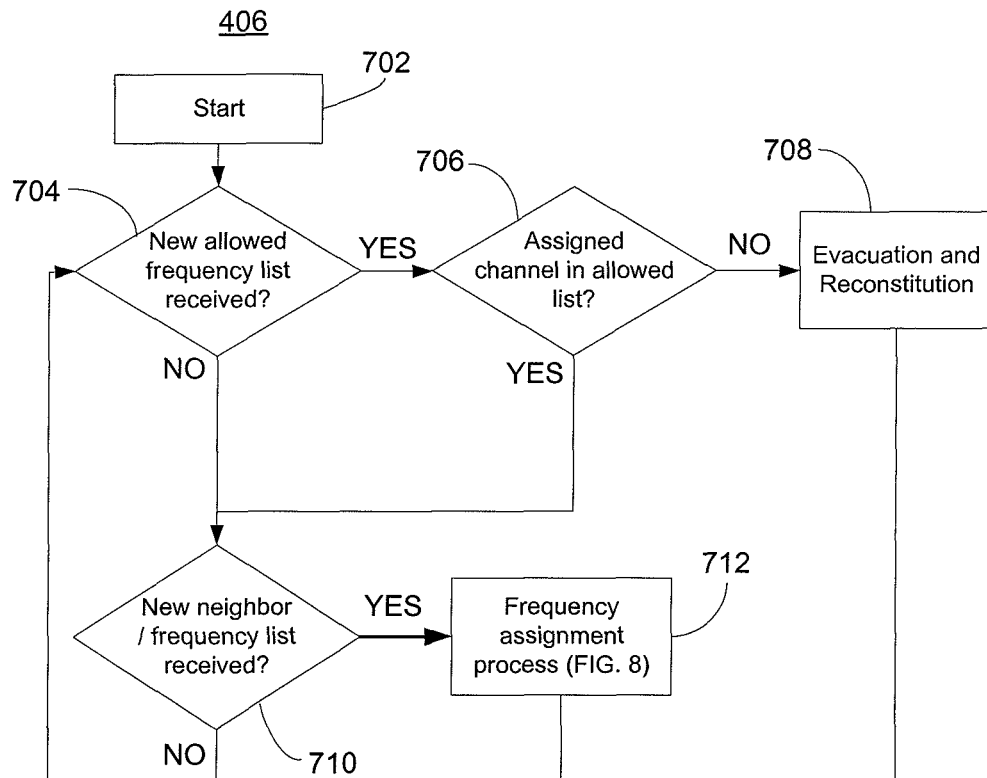 406
702
Start
704
New allowed
frequency list
received?
YES
706
Assigned
channel in allowed
list?
NO
708
Evacuation and
Reconstitution
NO
YES
New neighbor
/ frequency list
received?
YES
712
Frequency
assignment
process (FIG. 8)
NO
710